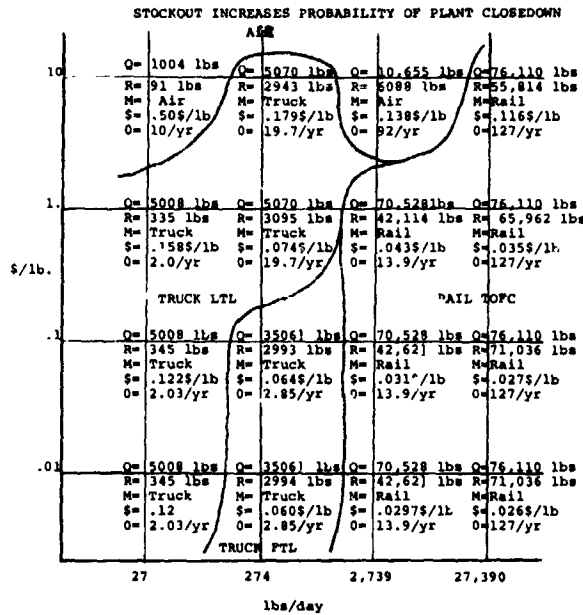 STOCKOUT INCREASES PROBABILITY OF PLANT CLOSEDOWN
AIR
Q= 1004 lbs Q= 5070 lbs Q= 10,655 lbs Q=76,110 lbs
10
R= 91 lbs R= 2943 lbs R= 6088 lbs R=55,814 lbs
M= Air M= Truck M= Air M=Rail
$= .50$/lb $= .179$/lb $= .138$/lb $= .116$/lb
O= 10/yr O= 19.7/yr O= 92/yr O=127/yr
1. Q= 5008 lbs Q= 5070 lbs Q= 70,528lbs Q=76,110 lbs
R= 335 lbs R= 3095 lbs R= 42,114 lbs R= 65,962 lbs
M= Truck M= Truck M= Rail M=Rail
$= .158$/lb $= .074$/lb $= .043$/lb $= .035$/lb
O= 2.0/yr O= 19.7/yr O= 13.9/yr O=127/yr
$/lb.
TRUCK LTL RAIL TOFC
.1 Q= 5008 lbs Q= 35061 lbs Q= 70,528 lbs Q=76,110 lbs
R= 345 lbs R= 2993 lbs R= 42,621 lbs R=71,036 lbs
M= Truck M= Truck M= Rail M=Rail
$= .122$/lb $= .064$/lb $= $= .027$/lb
O= 2.03/yr O= 2.85/yr O= 13.9/yr O=127/yr
.01 Q= 5008 lbs Q= 35061 lbs Q= 70,528 lbs Q=76,110 lbs
R= 345 lbs R= 2994 lbs R= 42,621 lbs R=71,036 lbs
M= Truck M= Truck M= Rail M=Rail
$= .12 $= .060$/lb $= .0297$/lb $= .026$/lb
O= 2.03/yr O= 2.85/yr O= 13.9/yr O=127/yr
TRUCK FTL
27 274 2,739 27,390
lbs/day